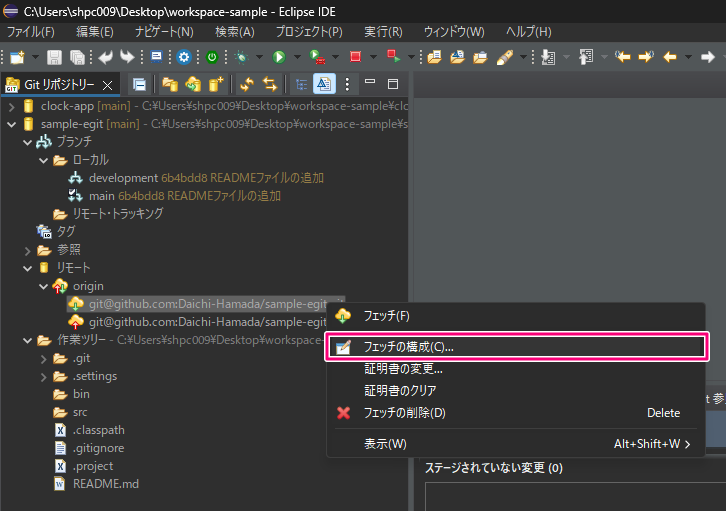 C:\Users\shpc009\Desktop\workspace-sample - Eclipse IDE
ファイル(F) 編集(E) ナビゲート(N) 検索(A) プロジェクト(P) 実行(R) ウィンドウ(W) ヘルプ(H)
Git リポジトリー
clock-app [main] - C:¥Users¥shpc009¥Desktop¥workspace-sample¥clo
sample-egit [main] - C:¥Users¥shpc009¥Desktop¥workspace-sample¥s
ブランチ
ローカル
development 6b4bdd8 READMEファイルの追加
main 6b4bdd8 READMEファイルの追加
リモート・トラッキング
タグ
参照
リモート
origin
git@github.com:Daichi-Hamada/sample-egit.git
フェッチ(F)
git@github.com:Daichi-Hamada/sample-egit
フェッチの構成(C)...
作業ツリー - C:¥Users¥shpc009¥Desktop¥workspace-
.git
証明書の変更...
.settings
証明書のクリア
bin
src
フェッチの削除(D) Delete
.classpath
表示(W) Alt+Shift+W
.gitignore
.project
ステージされていない変更 (0)
README.md